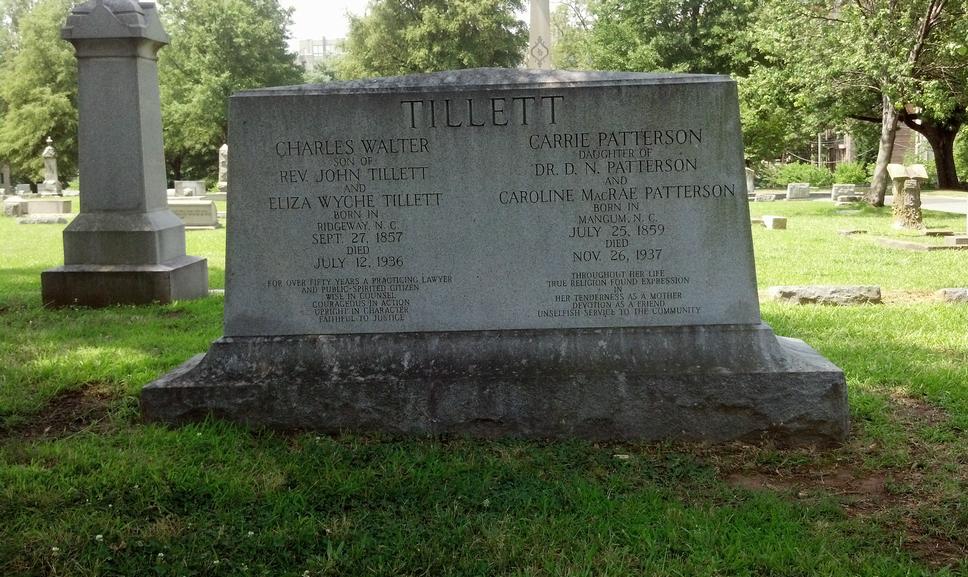 TILLETT
CHARLES WALTER
SON OF
REV. JOHN TILLETT
AND
ELIZA WYCHE TILLETT
BORN IN
RIDGEWAY, N. C.
SEPT. 27, 1857
DIED
JULY 12, 1936
FOR OVER FIFTY YEARS A PRACTICING LAWYER
AND PUBLIC-SPIRITED CITIZEN
WISE IN COUNSEL
COURAGEOUS IN ACTION
UPRIGHT IN CHARACTER
FAITHFUL TO JUSTICE
CARRIE PATTERSON
DAUGHTER OF
DR. D. N. PATTERSON
AND
CAROLINE MacRAE PATTERSON
BORN IN
MANGUM, N. C.
JULY 25, 1859
DIED
NOV. 26, 1937
THROUGHOUT HER LIFE
TRUE RELIGION FOUND EXPRESSION
IN
HER TENDERNESS AS A MOTHER
DEVOTION AS A FRIEND
UNSELFISH SERVICE TO THE COMMUNITY